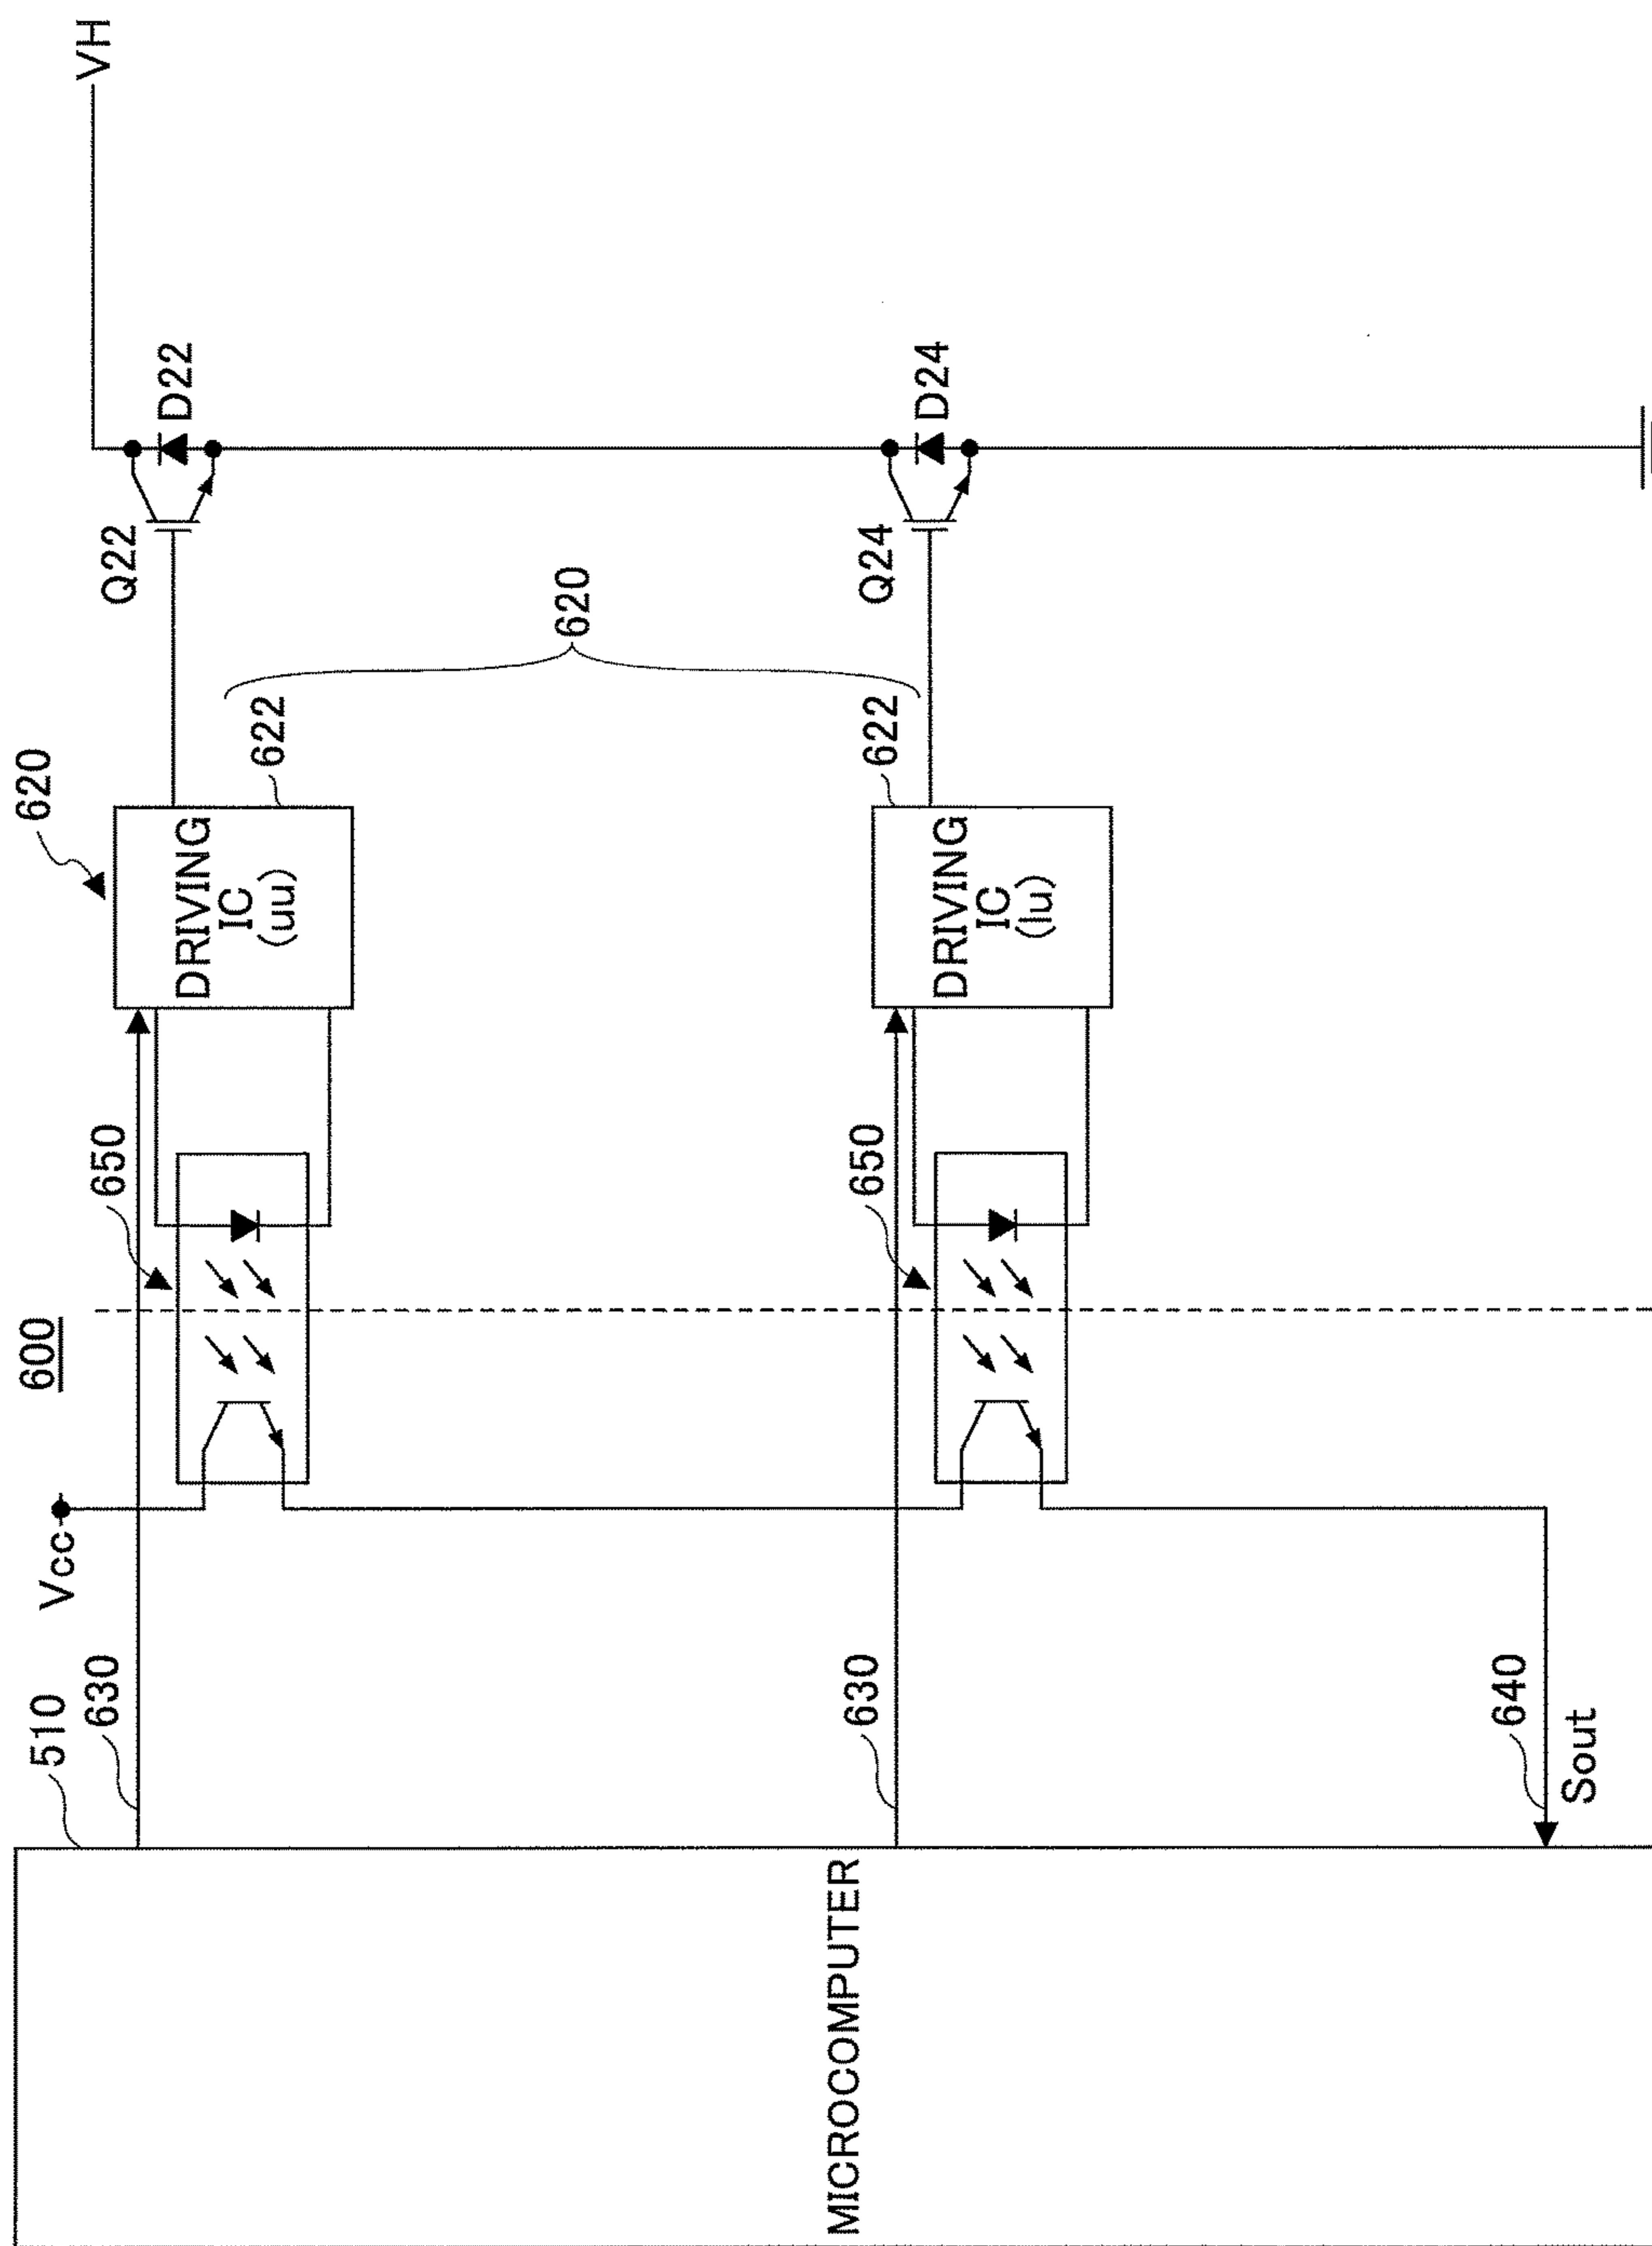 600
510
MICROCOMPUTER
630
Vcc
650
620
DRIVING
IC
(uu)
622
Q22
D22
VH
620
630
650
DRIVING
IC
(lu)
622
Q24
D24
640
Sout